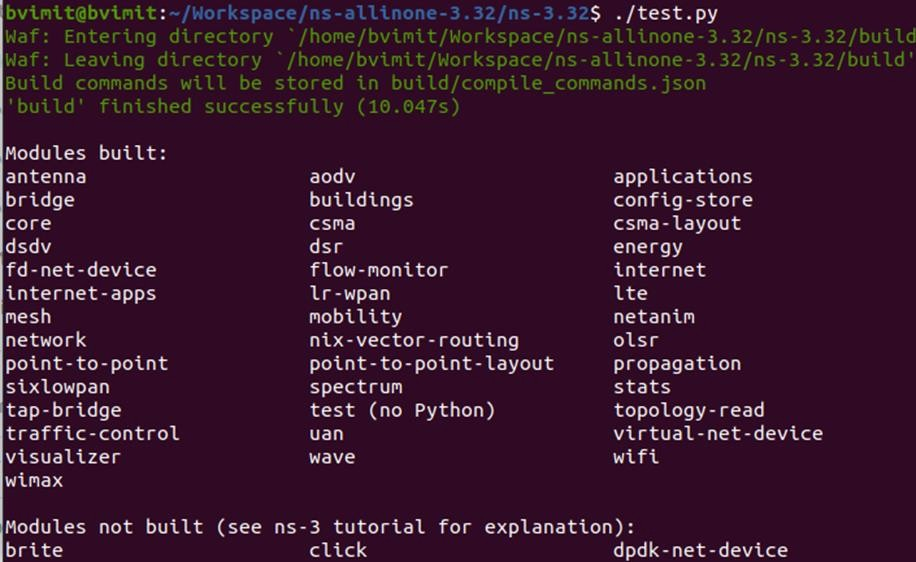 bvimit@bvimit:~/Workspace/ns-allinone-3.32/ns-3.32$ ./test.py
Waf: Entering directory `/home/bvimit/Workspace/ns-allinone-3.32/ns-3.32/build
Waf: Leaving directory `/home/bvimit/Workspace/ns-allinone-3.32/ns-3.32/build'
Build commands will be stored in build/compile_commands.json
'build' finished successfully (10.047s)
Modules built:
antenna aodv applications
bridge buildings config-store
core csma csma-layout
dsdv dsr energy
fd-net-device flow-monitor internet
internet-apps lr-wpan lte
mesh mobility netanim
network nix-vector-routing olsr
point-to-point point-to-point-layout propagation
sixlowpan spectrum stats
tap-bridge test (no Python) topology-read
traffic-control uan virtual-net-device
visualizer wave wifi
wimax
Modules not built (see ns-3 tutorial for explanation):
brite click dpdk-net-device